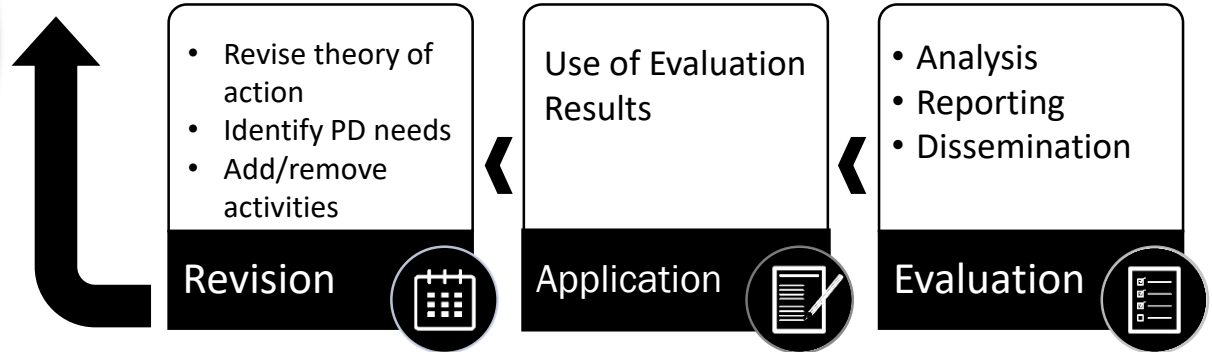 • Revise theory of
action
• Identify PD needs
• Add/remove
activities
Revision
Use of Evaluation
Results
Application
• Analysis
• Reporting
• Dissemination
Evaluation